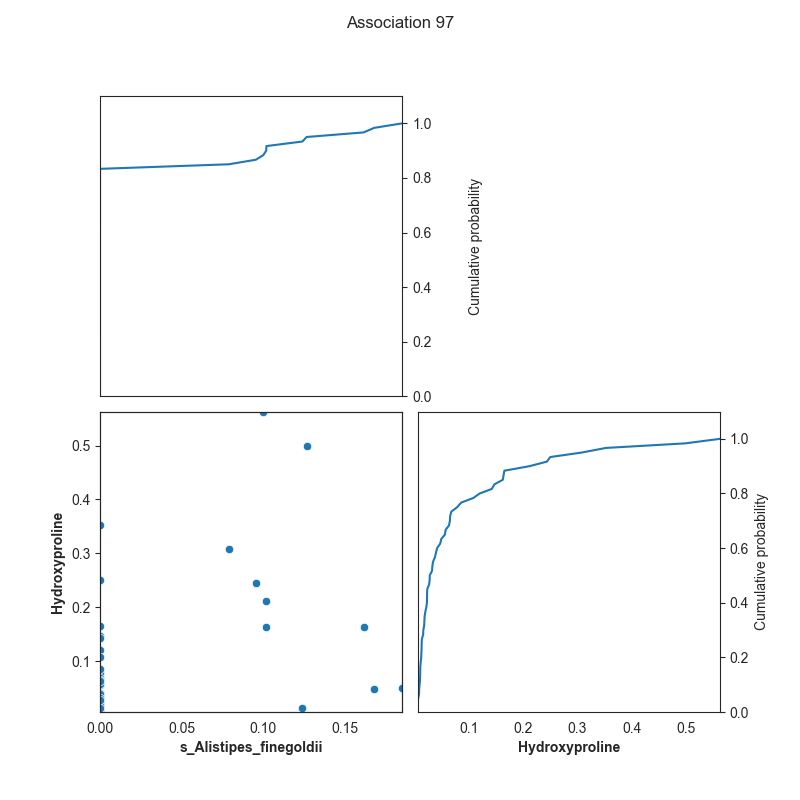 Association 97
1.0
0.8
0.6
0.4
0.2
0.0
Cumulative probability
0.5
0.4
0.3
0.2
0.1
Hydroxyproline
0.00 0.05 0.10 0.15
s_Alistipes_finegoldii
1.0
0.8
0.6
0.4
0.2
0.0
Cumulative probability
0.1 0.2 0.3 0.4 0.5
Hydroxyproline